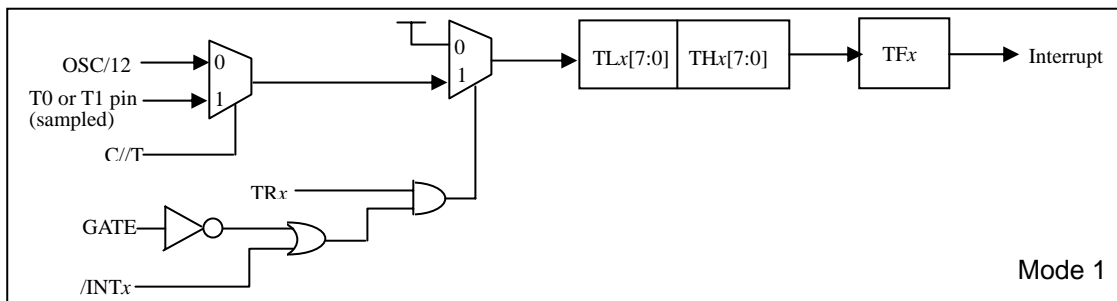 OSC/12
0
T0 or T1 pin
(sampled)
1
C//T
0
1
TLx[7:0]
THx[7:0]
TFx
Interrupt
TRx
GATE
/INTx
Mode 1